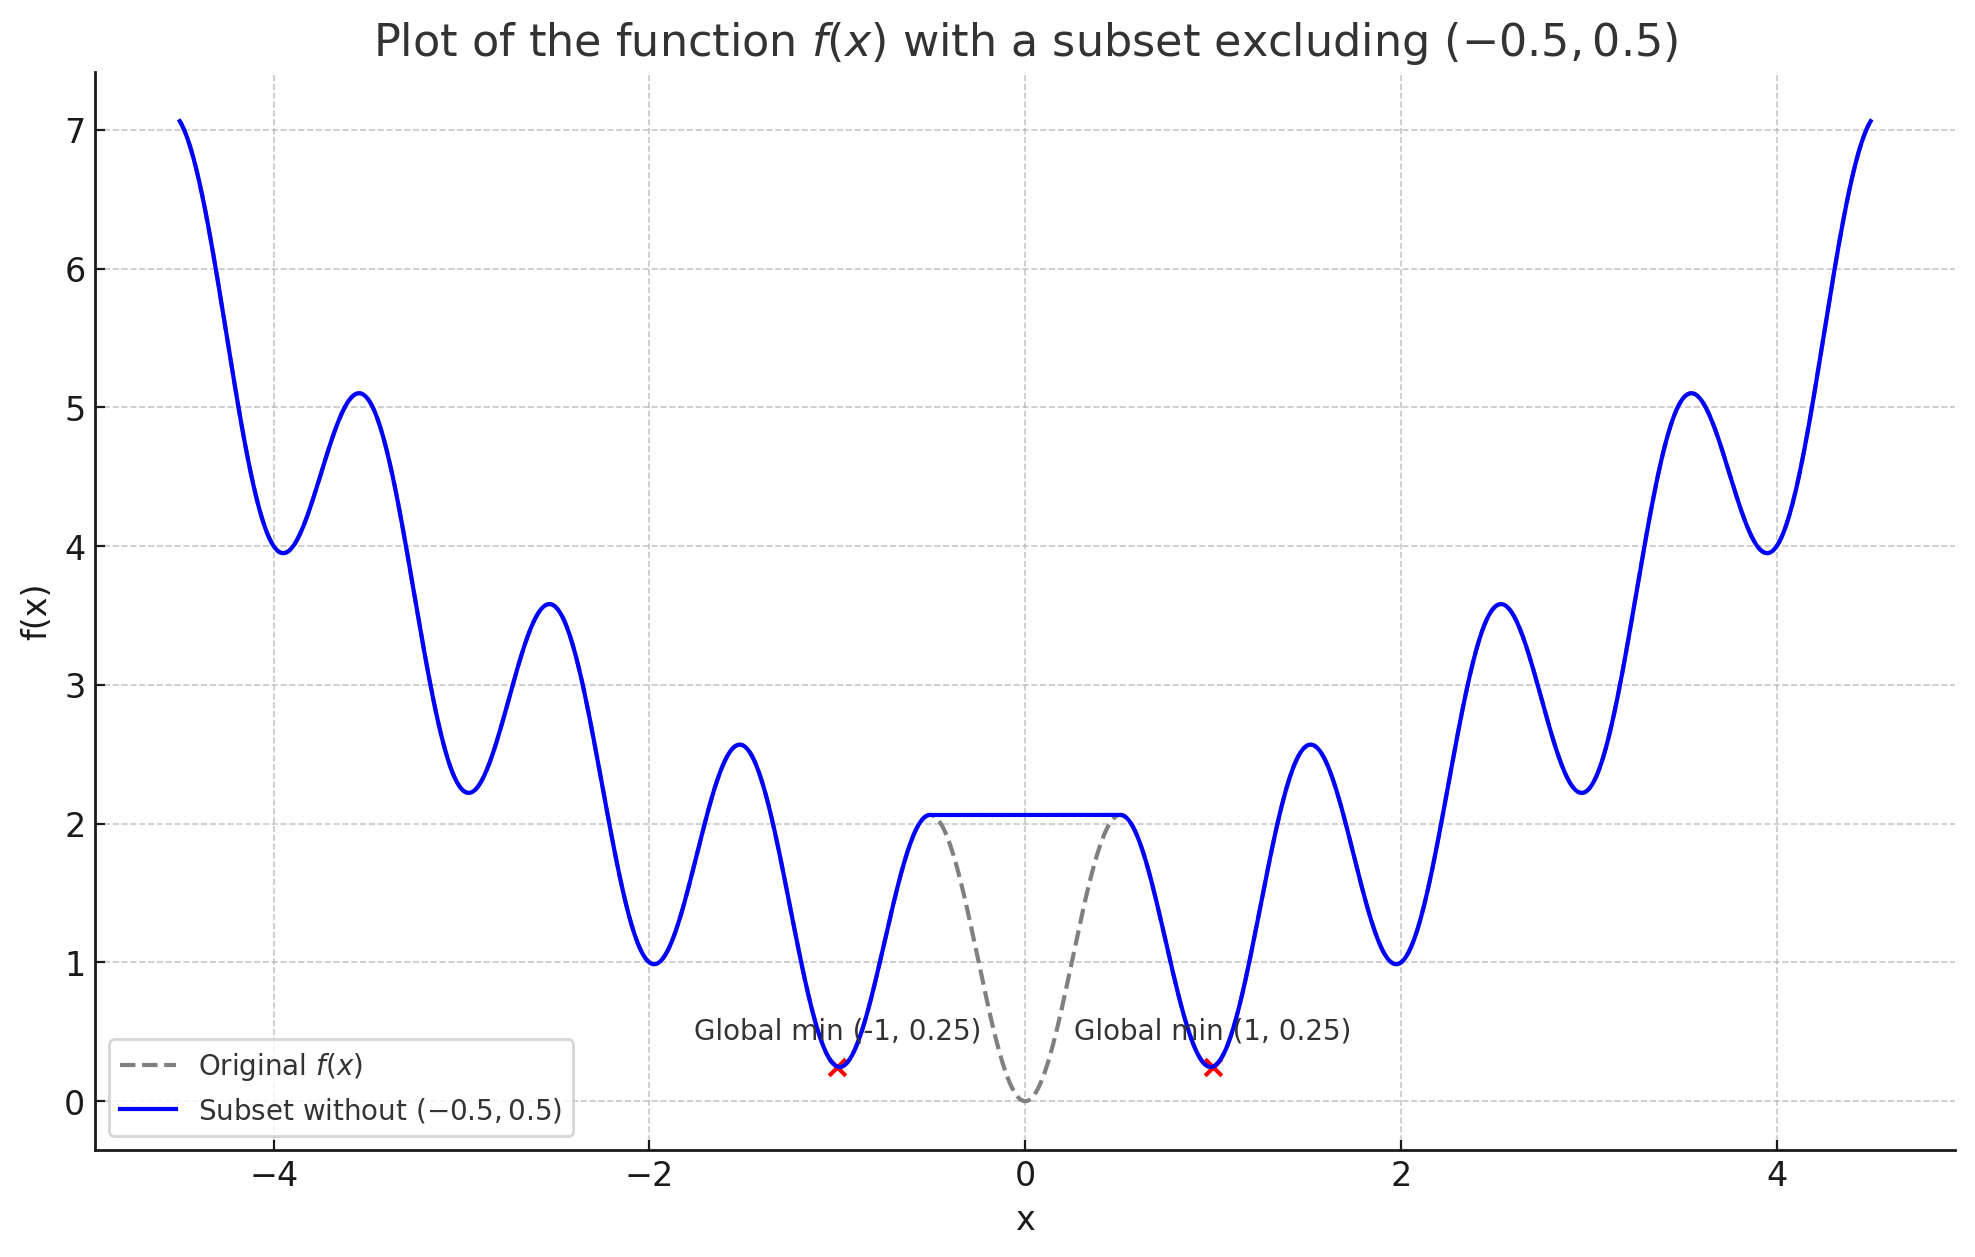 Plot of the function f(x) with a subset excluding (−0.5, 0.5)
7
6
5
4
3
2
1
0
f(x)
Global min (-1, 0.25)
Global min (1, 0.25)
Original f(x)
Subset without (−0.5, 0.5)
−4
−2
0
2
4
x